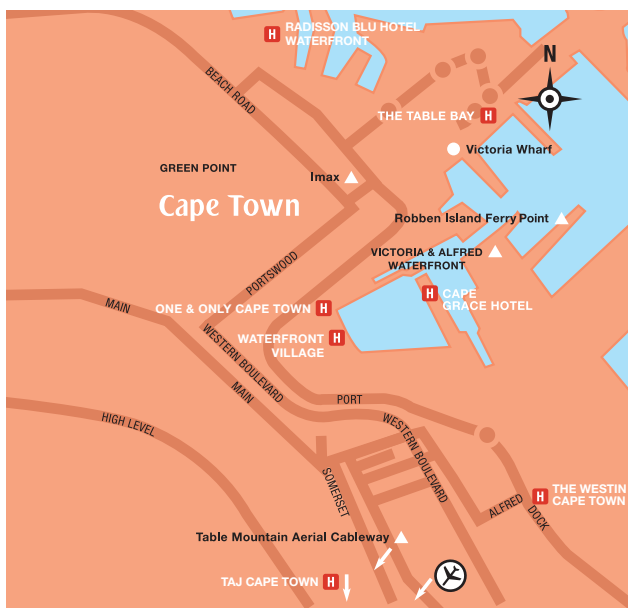 H RADISSON BLU HOTEL
WATERFRONT
N
BEACH ROAD
THE TABLE BAY H
Victoria Wharf
GREEN POINT
Imax
Cape Town
Robben Island Ferry Point
VICTORIA & ALFRED
WATERFRONT
PORTSWOOD
H CAPE
GRACE HOTEL
MAIN
ONE & ONLY CAPE TOWN H
WATERFRONT H
VILLAGE
WESTERN BOULEVARD
MAIN
PORT
HIGH LEVEL
WESTERN BOULEVARD
SOMERSET
H THE WESTIN
CAPE TOWN
ALFRED
DOCK
Table Mountain Aerial Cableway
TAJ CAPE TOWN H